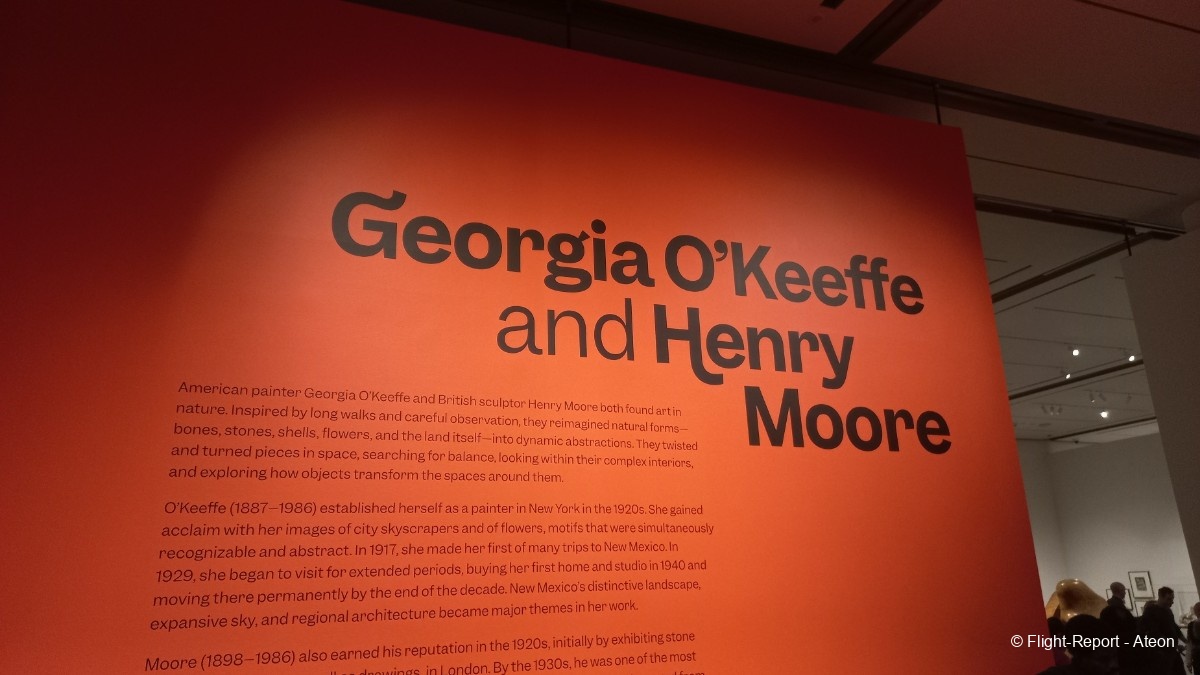 Georgia O’Keeffe
and Henry
Moore
American painter Georgia O’Keeffe and British sculptor Henry Moore both found art in
nature. Inspired by long walks and careful observation, they reimagined natural forms—
bones, stones, shells, flowers, and the land itself—into dynamic abstractions. They twisted
and turned pieces in space, searching for balance, looking within their complex interiors,
and exploring how objects transform the spaces around them.
O’Keeffe (1887–1986) established herself as a painter in New York in the 1920s. She gained
acclaim with her images of city skyscrapers and of flowers, motifs that were simultaneously
recognizable and abstract. In 1917, she made her first of many trips to New Mexico. In
1929, she began to visit for extended periods, buying her first home and studio in 1940 and
moving there permanently by the end of the decade. New Mexico’s distinctive landscape,
expansive sky, and regional architecture became major themes in her work.
Moore (1898–1986) also earned his reputation in the 1920s, initially by exhibiting stone
drawings, in London. By the 1930s, he was one of the most
© Flight-Report - Ateon